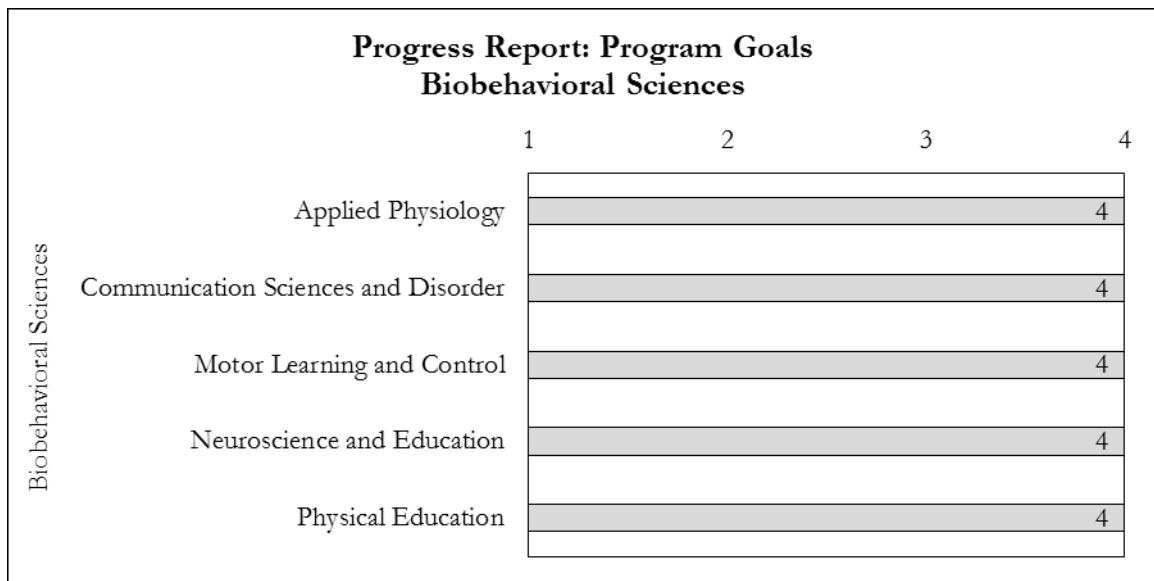 Progress Report: Program Goals
Biobehavioral Sciences
1 2 3 4
Biobehavioral Sciences
Applied Physiology 4
Communication Sciences and Disorder 4
Motor Learning and Control 4
Neuroscience and Education 4
Physical Education 4